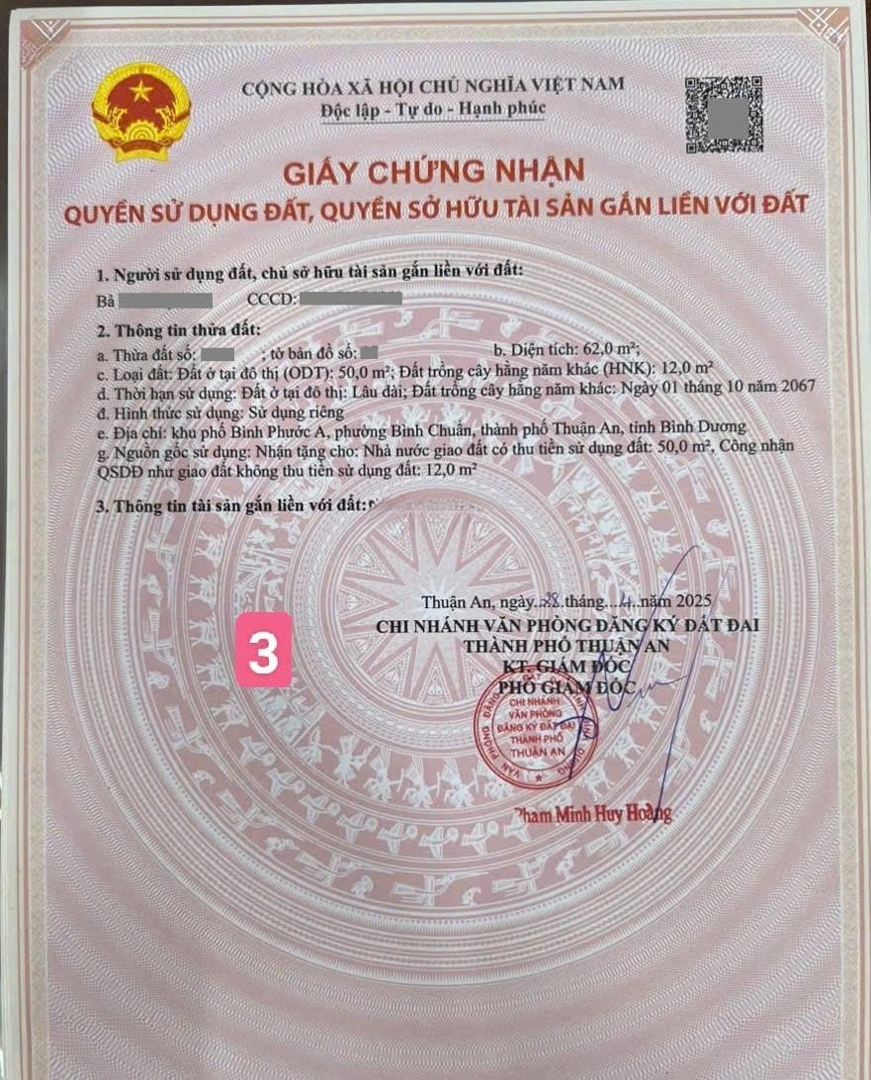 CỘNG HÒA XÃ HỘI CHỦ NGHĨA VIỆT NAM
Độc lập - Tự do - Hạnh phúc
GIẤY CHỨNG NHẬN
QUYỀN SỬ DỤNG ĐẤT, QUYỀN SỞ HỮU TÀI SẢN GẮN LIỀN VỚI ĐẤT
1. Người sử dụng đất, chủ sở hữu tài sản gắn liền với đất:
Bà CCCD:
2. Thông tin thửa đất:
a. Thửa đất số: ; tờ bản đồ số: b. Diện tích: 62,0 m²;
c. Loại đất: Đất ở tại đô thị (ODT): 50,0 m²; Đất trồng cây hằng năm khác (HNK): 12,0 m²
d. Thời hạn sử dụng: Đất ở tại đô thị: Lâu dài; Đất trồng cây hằng năm khác: Ngày 01 tháng 10 năm 2067
đ. Hình thức sử dụng: Sử dụng riêng
e. Địa chỉ: khu phố Bình Phước A, phường Bình Chuẩn, thành phố Thuận An, tỉnh Bình Dương
g. Nguồn gốc sử dụng: Nhận tặng cho: Nhà nước giao đất có thu tiền sử dụng đất: 50,0 m², Công nhận
QSDĐ như giao đất không thu tiền sử dụng đất: 12,0 m²
3. Thông tin tài sản gắn liền với đất:
Thuận An, ngày 28 tháng 4 năm 2025
CHI NHÁNH VĂN PHÒNG ĐĂNG KÝ ĐẤT ĐAI
THÀNH PHỐ THUẬN AN
KT. GIÁM ĐỐC
PHÓ GIÁM ĐỐC
3
CHI NHÁNH
VĂN PHÒNG
ĐĂNG KÝ ĐẤT ĐAI
THÀNH PHỐ
THUẬN AN
Phạm Minh Huy Hoàng